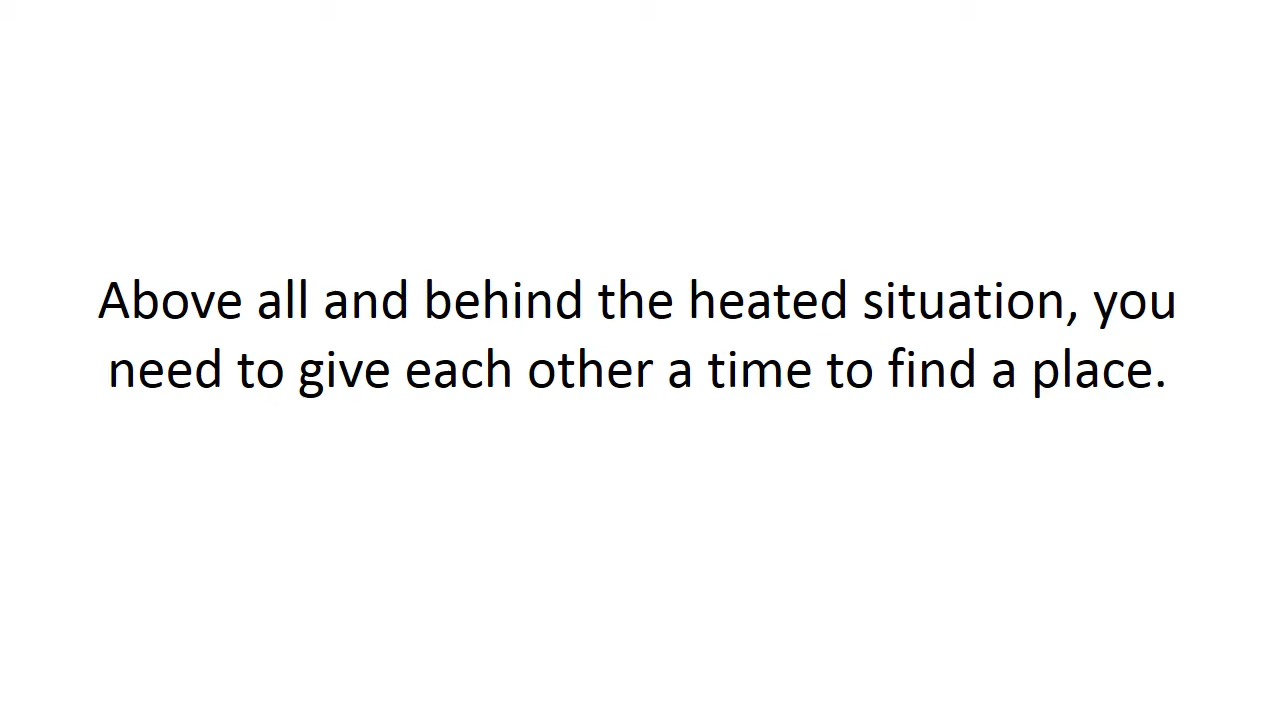 Above all and behind the heated situation, you
need to give each other a time to find a place.